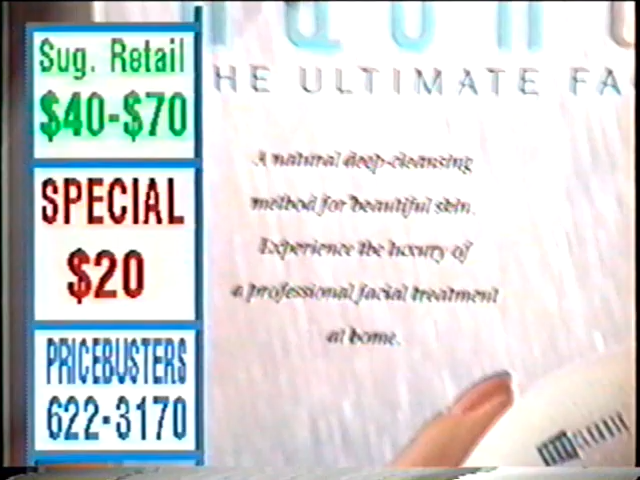 Sug. Retail
$40-$70
SPECIAL
$20
PRICEBUSTERS
622-3170
HE ULTIMATE FA
A natural deep-cleansing
method for beautiful skin.
Experience the luxury of
a professional facial treatment
at home.